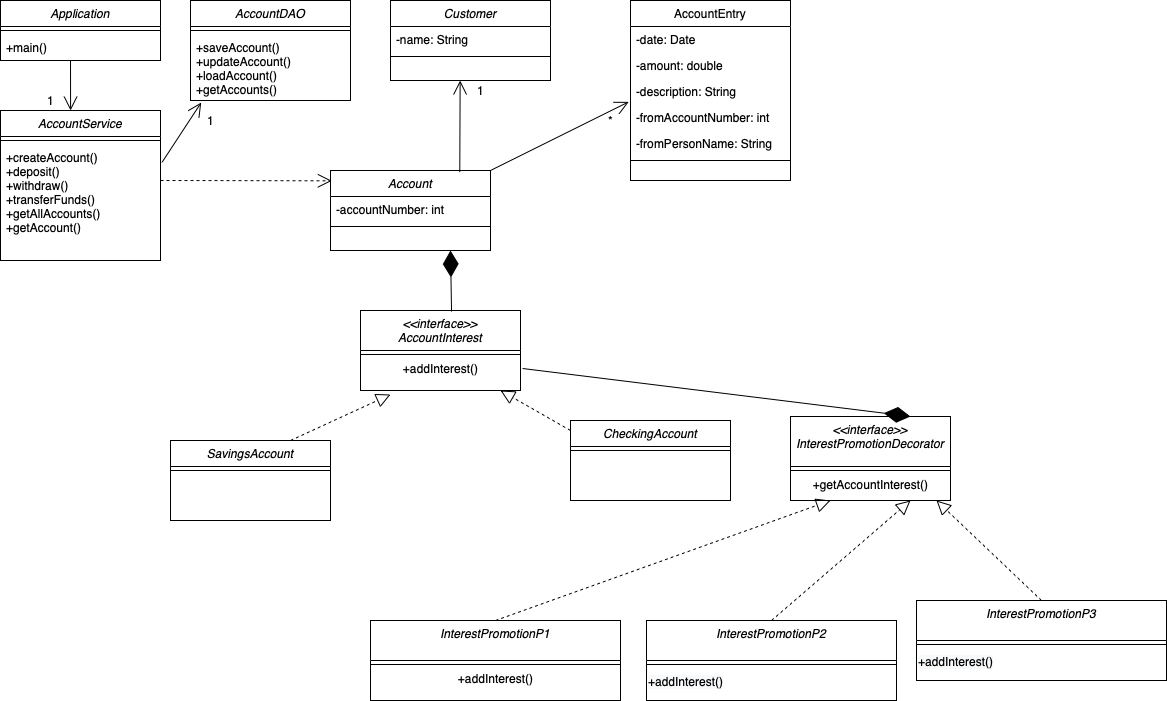 Application
+main()
AccountDAO
+saveAccount()
+updateAccount()
+loadAccount()
+getAccounts()
Customer
-name: String
AccountEntry
-date: Date
-amount: double
-description: String
-fromAccountNumber: int
-fromPersonName: String
1
1
1
*
AccountService
+createAccount()
+deposit()
+withdraw()
+transferFunds()
+getAllAccounts()
+getAccount()
Account
-accountNumber: int
<<interface>>
AccountInterest
+addInterest()
SavingsAccount
CheckingAccount
<<interface>>
InterestPromotionDecorator
+getAccountInterest()
InterestPromotionP1
+addInterest()
InterestPromotionP2
+addInterest()
InterestPromotionP3
+addInterest()